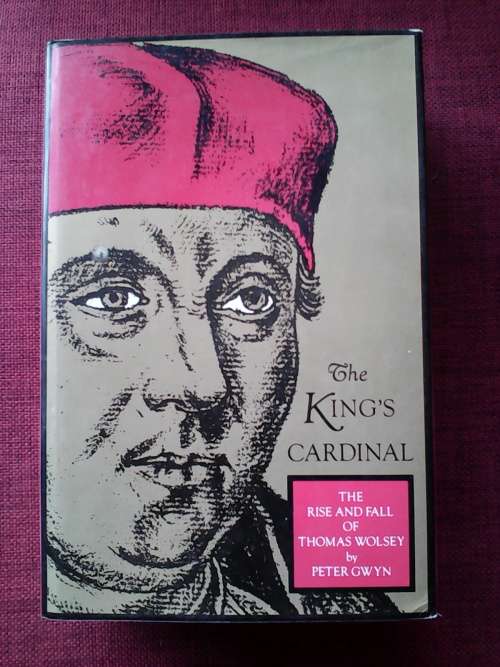 The
KING'S
CARDINAL
THE
RISE AND FALL
OF
THOMAS WOLSEY
by
PETER GWYN